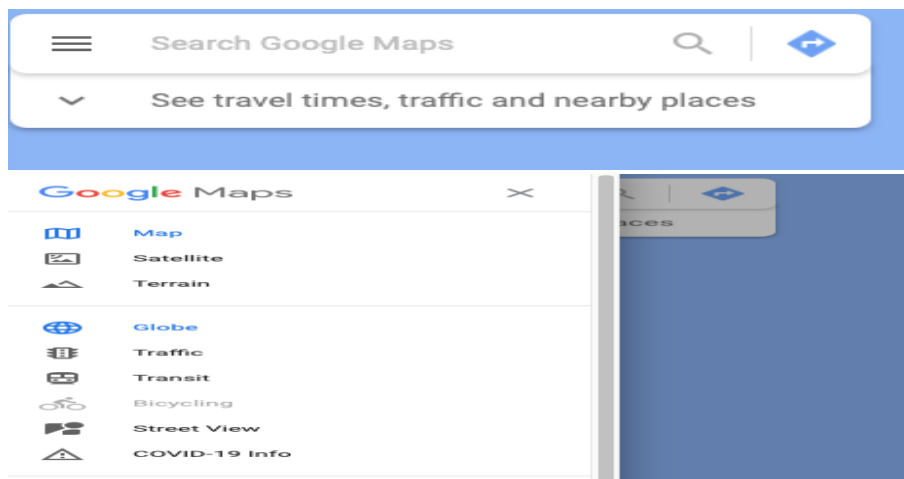 Search Google Maps
See travel times, traffic and nearby places
Google Maps
aces
Map
Satellite
Terrain
Globe
Traffic
Transit
Bicycling
Street View
COVID-19 Info